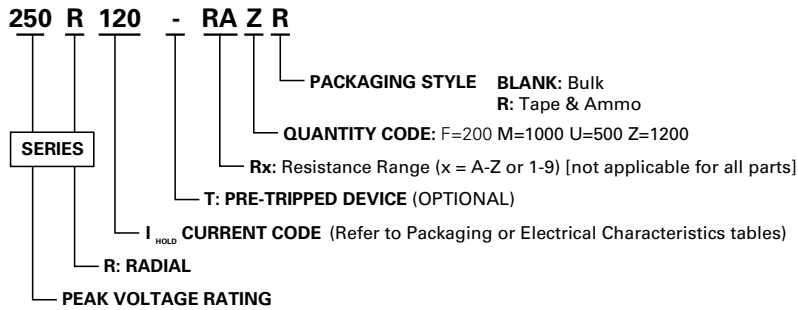 250 R 120 - RA Z R
PACKAGING STYLE BLANK: Bulk
R: Tape & Ammo
QUANTITY CODE: F=200 M=1000 U=500 Z=1200
SERIES
Rx: Resistance Range (x = A-Z or 1-9) [not applicable for all parts]
T: PRE-TRIPPED DEVICE (OPTIONAL)
I HOLD CURRENT CODE (Refer to Packaging or Electrical Characteristics tables)
R: RADIAL
PEAK VOLTAGE RATING